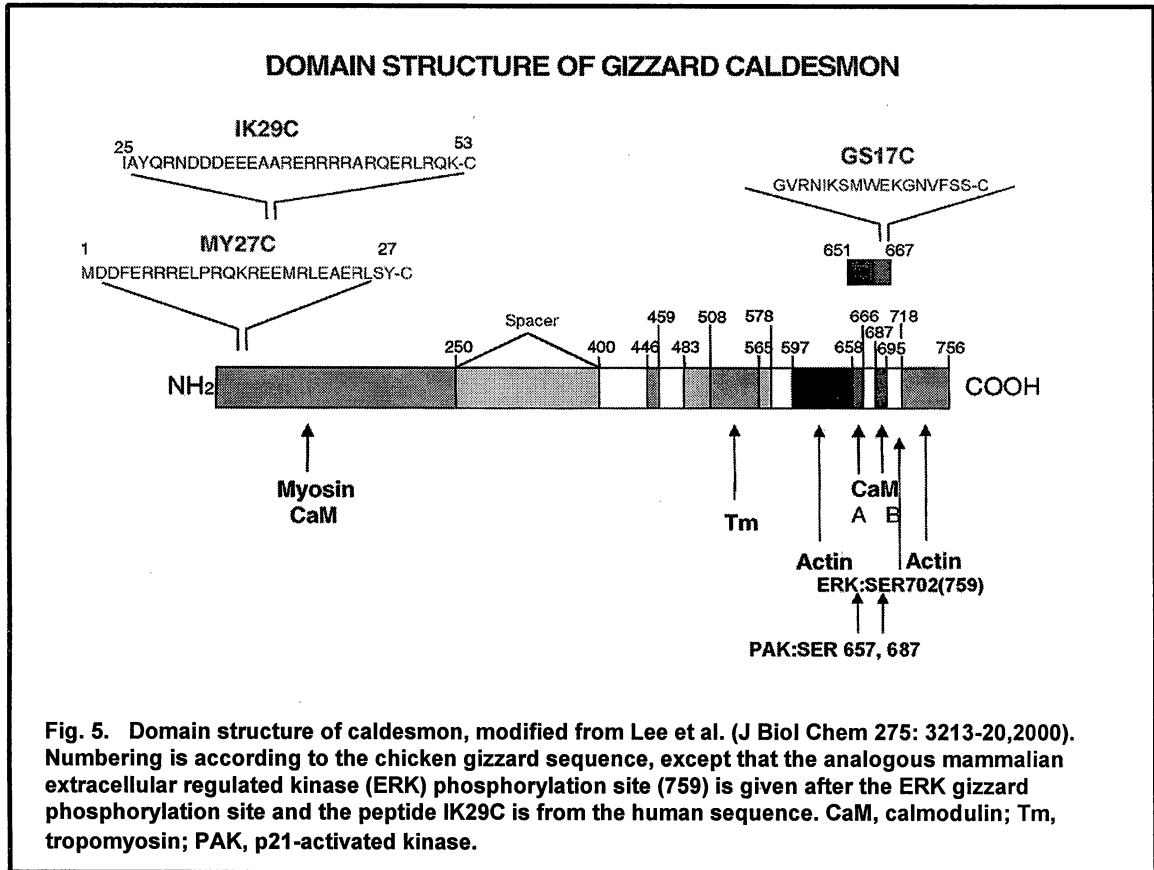 DOMAIN STRUCTURE OF GIZZARD CALDESMON
IK29C
25 53
IAYQRNDDDEEEAARERRRRARQERLRQK-C
GS17C
GVRNIKSMWEKGNVFSS-C
MY27C
1 27
MDDFERRRELPRQKREEMRLEAERLSY-C
651 667
Spacer
459 508 578 666 718
687
250 400 446 483 565 597 658 695 756
NH2 COOH
Myosin
CaM
Tm
CaM
A B
Actin Actin
ERK:SER702(759)
PAK:SER 657, 687
Fig. 5. Domain structure of caldesmon, modified from Lee et al. (J Biol Chem 275: 3213-20,2000).
Numbering is according to the chicken gizzard sequence, except that the analogous mammalian
extracellular regulated kinase (ERK) phosphorylation site (759) is given after the ERK gizzard
phosphorylation site and the peptide IK29C is from the human sequence. CaM, calmodulin; Tm,
tropomyosin; PAK, p21-activated kinase.